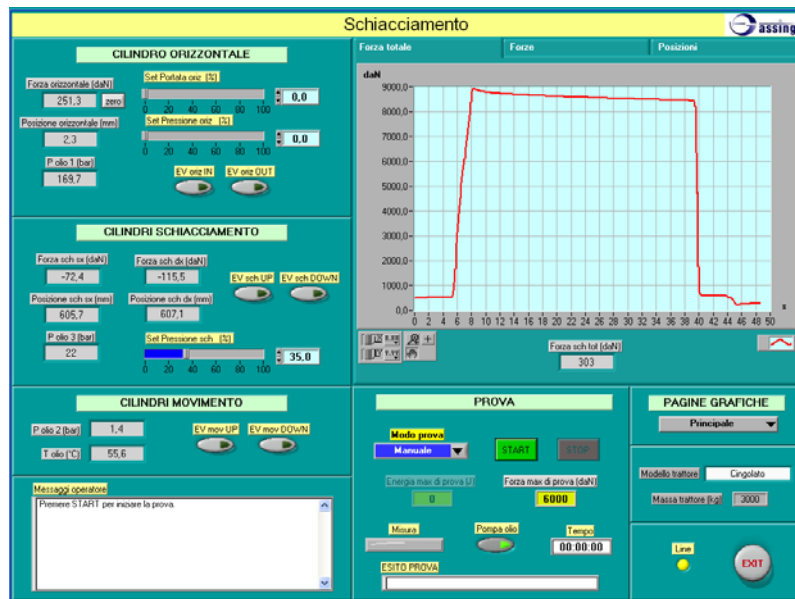 Schiacciamento
assing
CILINDRO ORIZZONTALE
Forza orizzontale (daN)
251,3
zero
Posizione orizzontale (mm)
2,3
P olio 1 (bar)
169,7
Set Portata oriz (%)
0 20 40 60 80 100
0,0
Set Pressione oriz (%)
0 20 40 60 80 100
0,0
EV oriz IN EV oriz OUT
CILINDRI SCHIACCIAMENTO
Forza sch sx (daN) Forza sch dx (daN)
-72,4 -115,5
Posizione sch sx (mm) Posizione sch dx (mm)
605,7 607,1
P olio 3 (bar)
22
EV sch UP EV sch DOWN
Set Pressione sch (%)
0 20 40 60 80 100
35,0
CILINDRI MOVIMENTO
P olio 2 (bar) 1,4
T olio (°C) 55,6
EV mov UP EV mov DOWN
Messaggi operatore
Premere START per iniziare la prova.
Forza totale Forze Posizioni
daN
9000,0
8000,0
7000,0
6000,0
5000,0
4000,0
3000,0
2000,0
1000,0
0,0
0 2 4 6 8 10 12 14 16 18 20 22 24 26 28 30 32 34 36 38 40 42 44 46 48 50
s
Forza sch tot (daN)
303
PROVA
Modo prova
Manuale
START STOP
Energia max di prova (J) Forza max di prova (daN)
0 6000
Misura Pompa olio Tempo
00:00:00
ESITO PROVA
PAGINE GRAFICHE
Principale
Modello trattore Cingolato
Massa trattore (kg) 3000
Line
EXIT